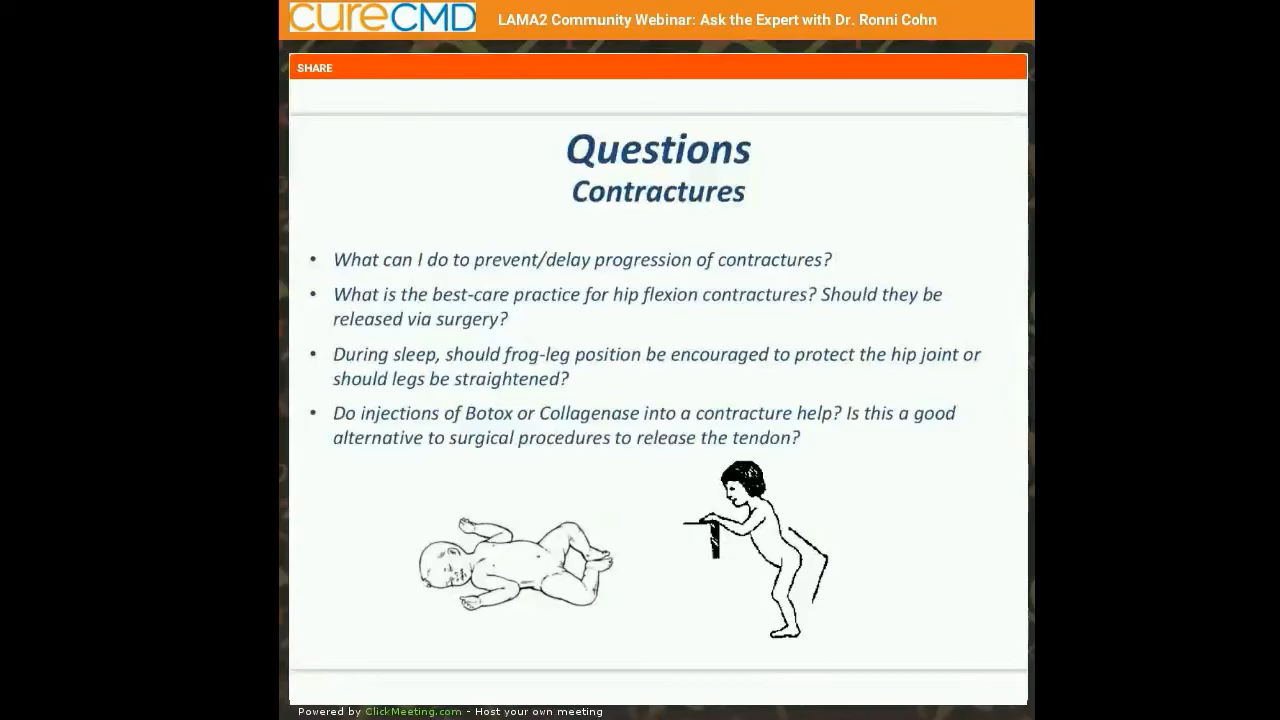 cureCMD LAMA2 Community Webinar: Ask the Expert with Dr. Ronni Cohn
SHARE
Questions
Contractures
• What can I do to prevent/delay progression of contractures?
• What is the best-care practice for hip flexion contractures? Should they be
released via surgery?
• During sleep, should frog-leg position be encouraged to protect the hip joint or
should legs be straightened?
• Do injections of Botox or Collagenase into a contracture help? Is this a good
alternative to surgical procedures to release the tendon?
Powered by ClickMeeting.com - Host your own meeting